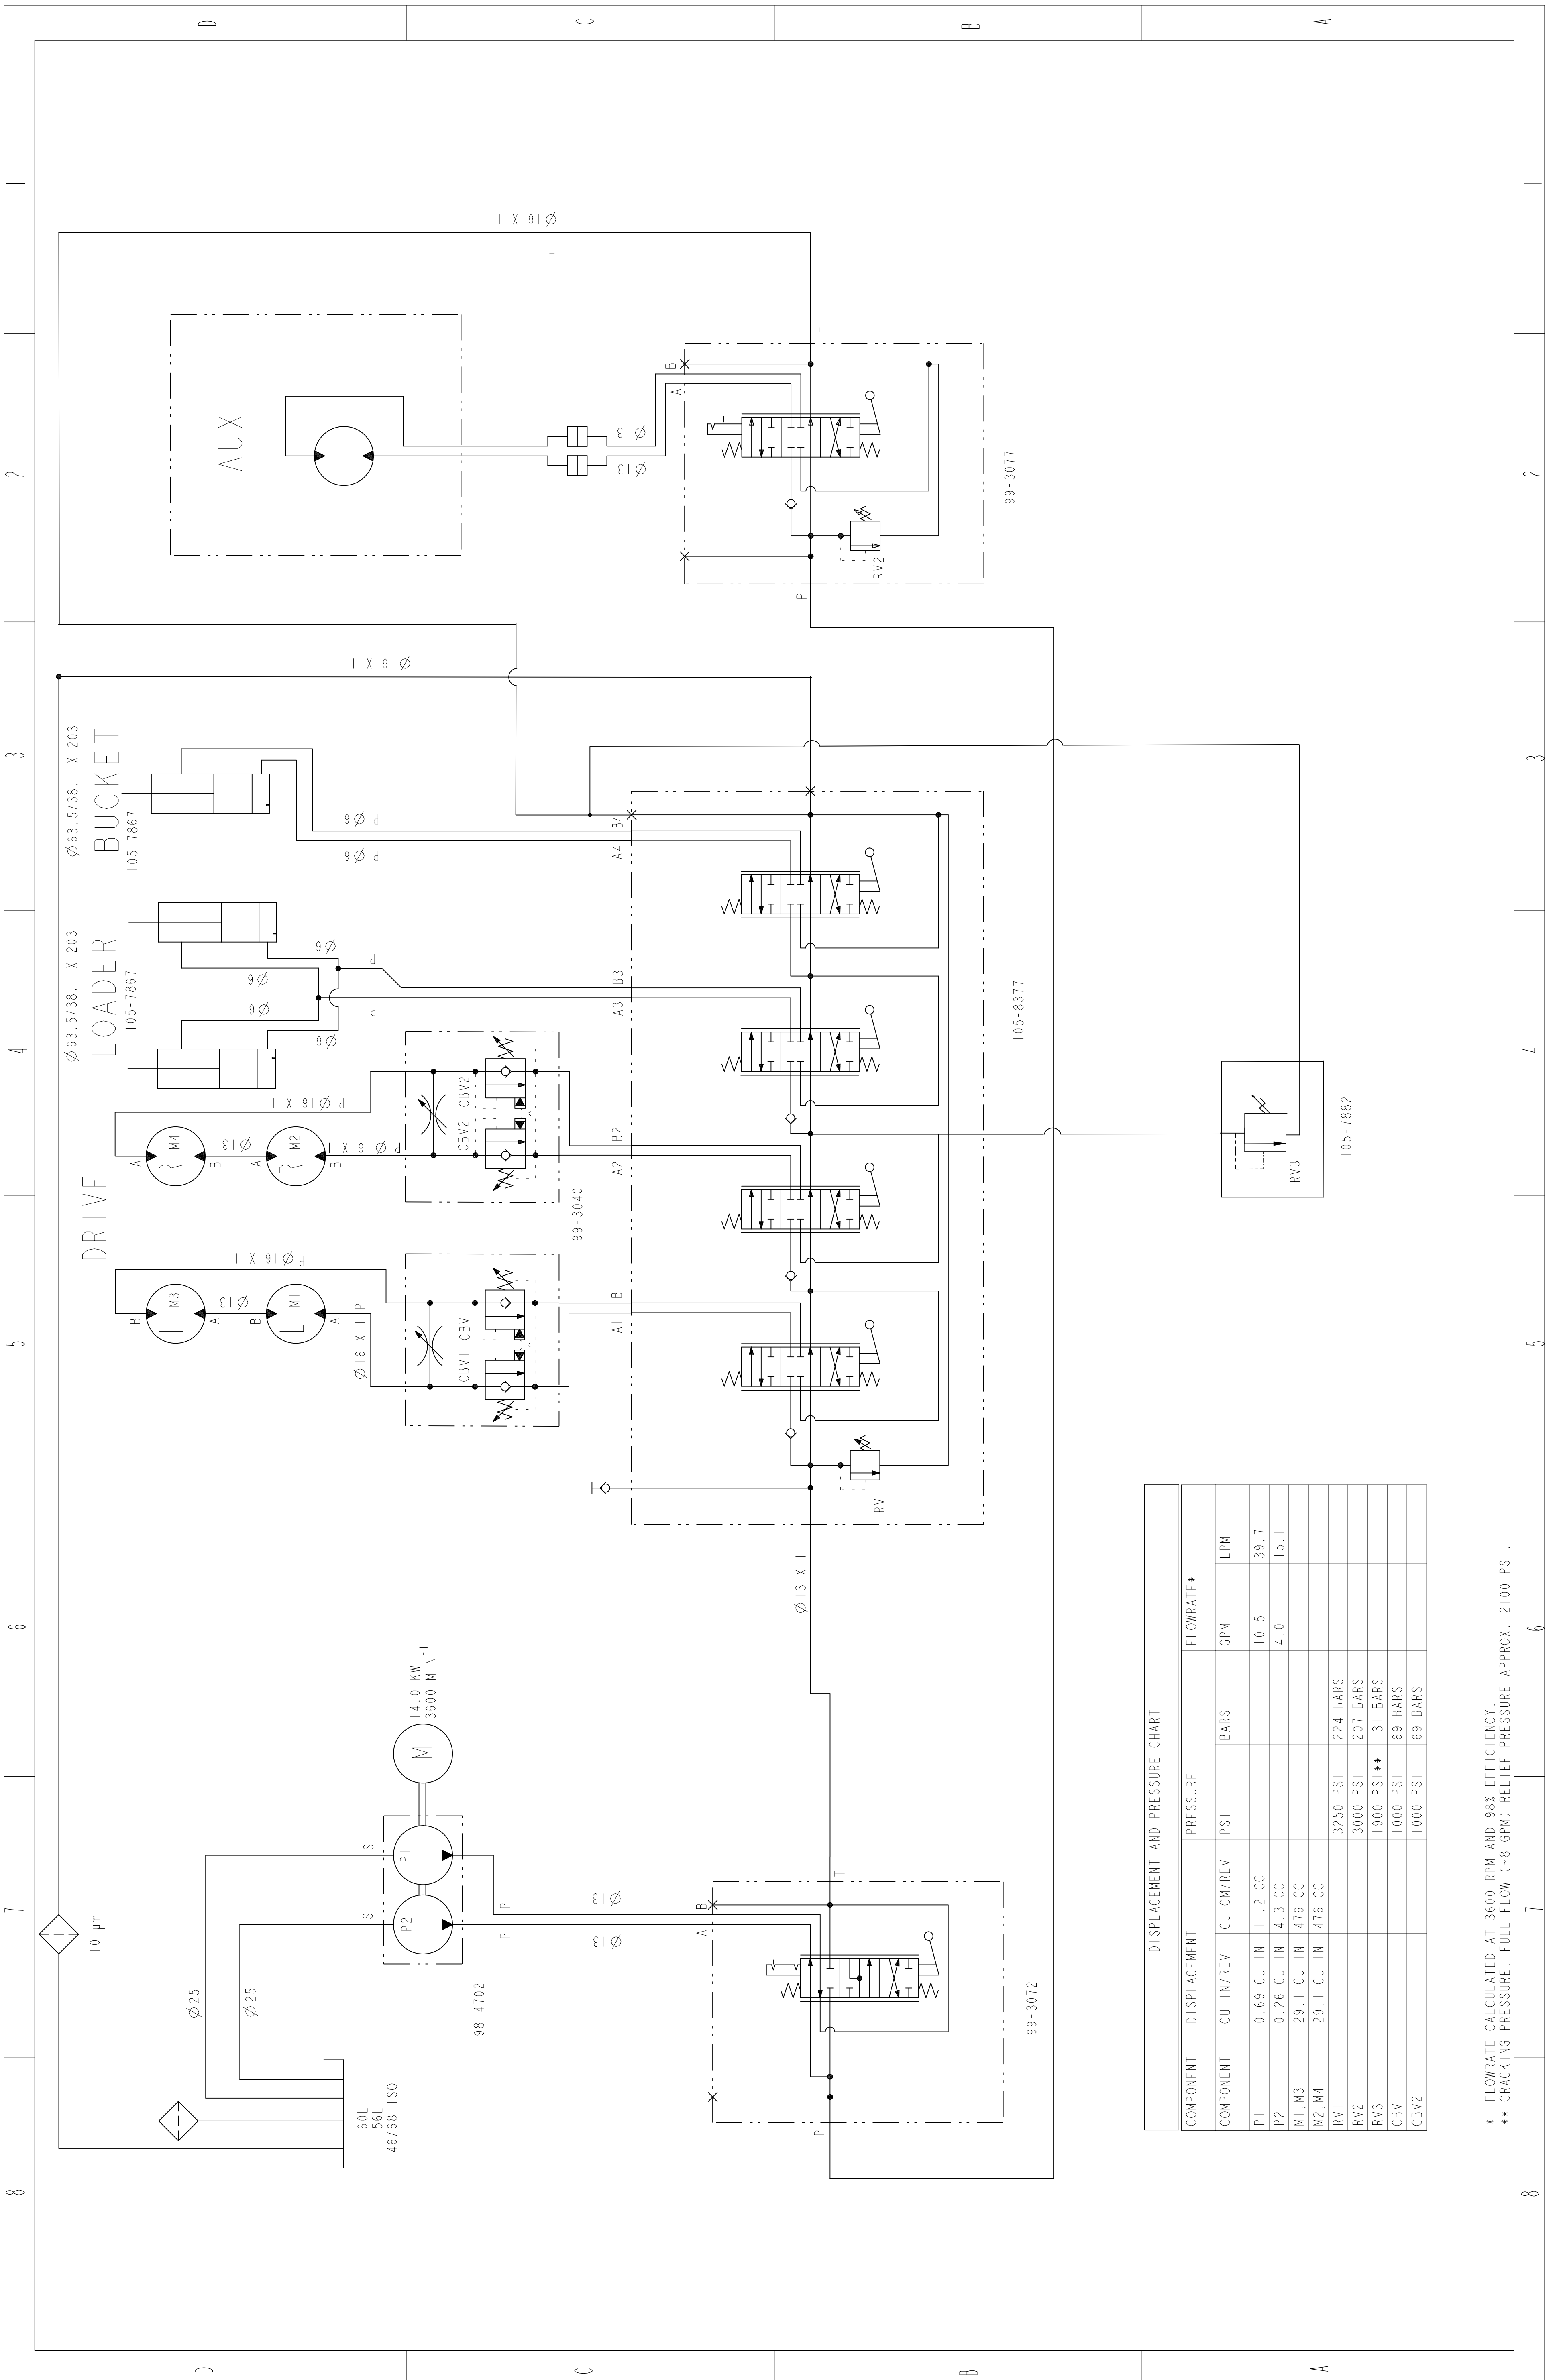 8 7 6 5 4 3 2 1
D
D
10 µm
Ø63.5/38.1 X 203
Ø63.5/38.1 X 203
DRIVE
LOADER
BUCKET
105-7867
105-7867
AUX
B
L M3
A
Ø13
B
L M1
A
A
R M4
B
Ø13
A
R M2
B
P Ø16 X 1
P Ø16 X 1
P Ø16 X 1
Ø16 X 1 P
Ø6
Ø6
Ø6
Ø6
P
P
P Ø6
P Ø6
Ø16 X 1
T
Ø16 X 1
T
Ø25
Ø25
S
S
P2
P1
M
14.0 KW
3600 MIN-1
60L
56L
46/68 ISO
98-4702
P
P
Ø13
Ø13
CBV1
CBV1
CBV2
CBV2
99-3040
C
C
Ø13
Ø13
A
B
A1
B1
A2
B2
A3
B3
A4
B4
A
B
P
T
Ø13 X 1
P
T
RV1
RV2
99-3072
105-8377
99-3077
B
B
RV3
105-7882
DISPLACEMENT AND PRESSURE CHART
COMPONENT DISPLACEMENT PRESSURE FLOWRATE*
COMPONENT CU IN/REV CU CM/REV PSI BARS GPM LPM
P1 0.69 CU IN 11.2 CC 10.5 39.7
P2 0.26 CU IN 4.3 CC 4.0 15.1
M1,M3 29.1 CU IN 476 CC
M2,M4 29.1 CU IN 476 CC
RV1 3250 PSI 224 BARS
RV2 3000 PSI 207 BARS
RV3 1900 PSI** 131 BARS
CBV1 1000 PSI 69 BARS
CBV2 1000 PSI 69 BARS
* FLOWRATE CALCULATED AT 3600 RPM AND 98% EFFICIENCY.
** CRACKING PRESSURE. FULL FLOW (~8 GPM) RELIEF PRESSURE APPROX. 2100 PSI.
A
A
8 7 6 5 4 3 2 1